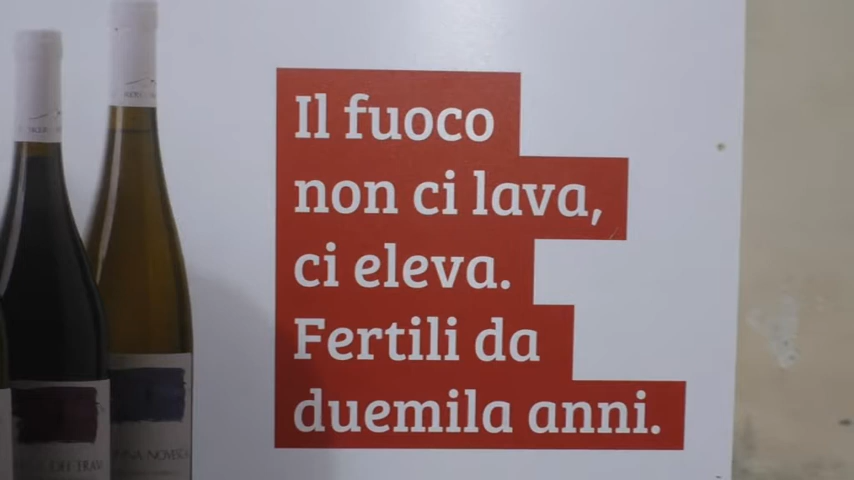 Il fuoco
non ci lava,
ci eleva.
Fertili da
duemila anni.